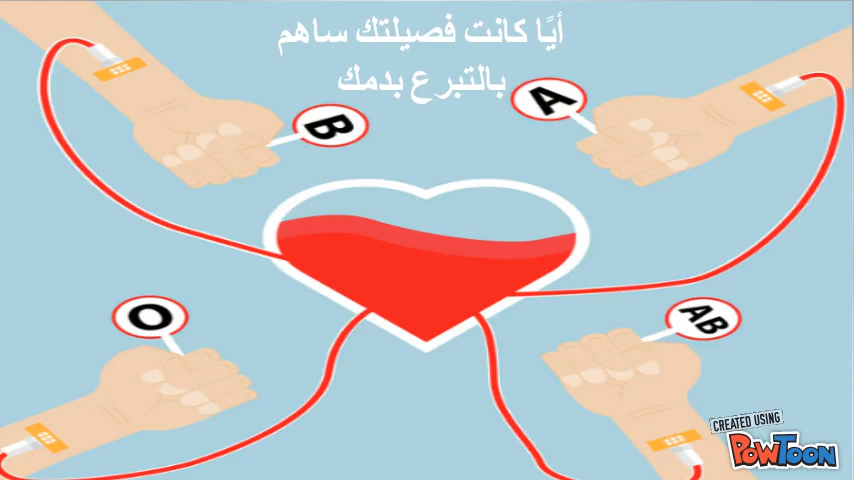 أيًا كانت فصيلتك ساهم
بالتبرع بدمك
B
A
O
AB
CREATED USING
POWTOON